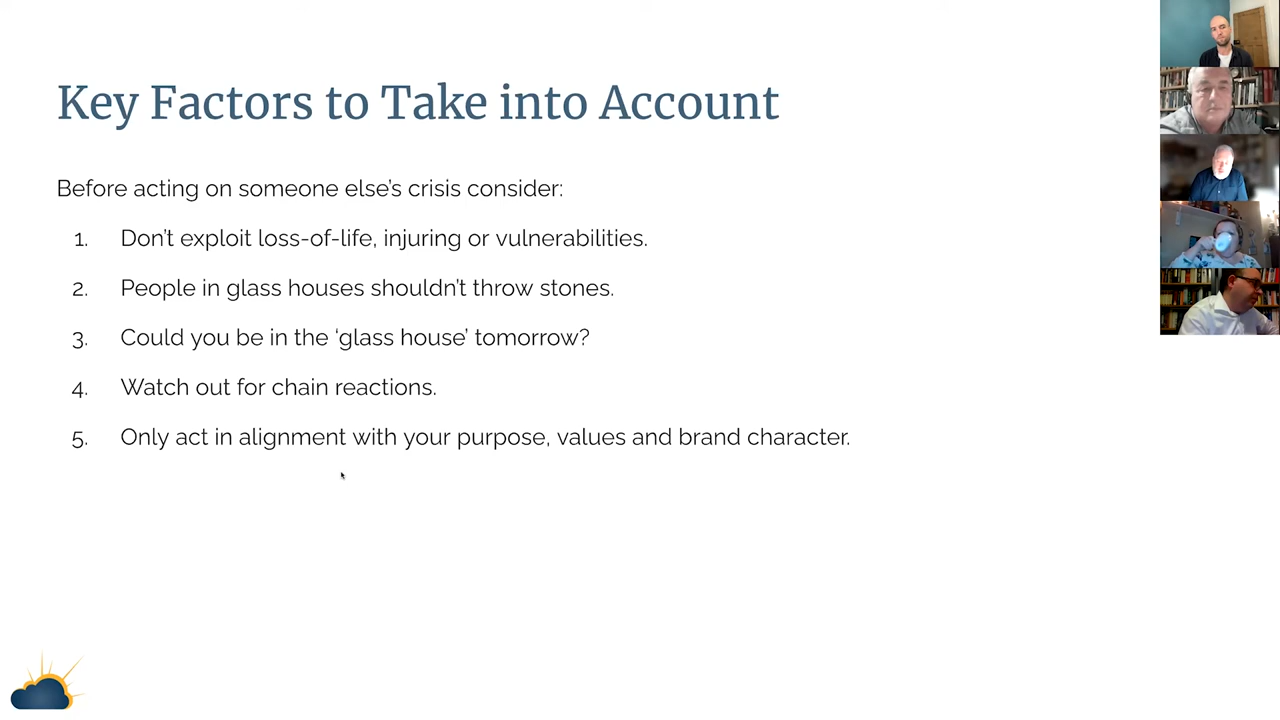 Key Factors to Take into Account
Before acting on someone else’s crisis consider:
1. Don’t exploit loss-of-life, injuring or vulnerabilities.
2. People in glass houses shouldn’t throw stones.
3. Could you be in the ‘glass house’ tomorrow?
4. Watch out for chain reactions.
5. Only act in alignment with your purpose, values and brand character.